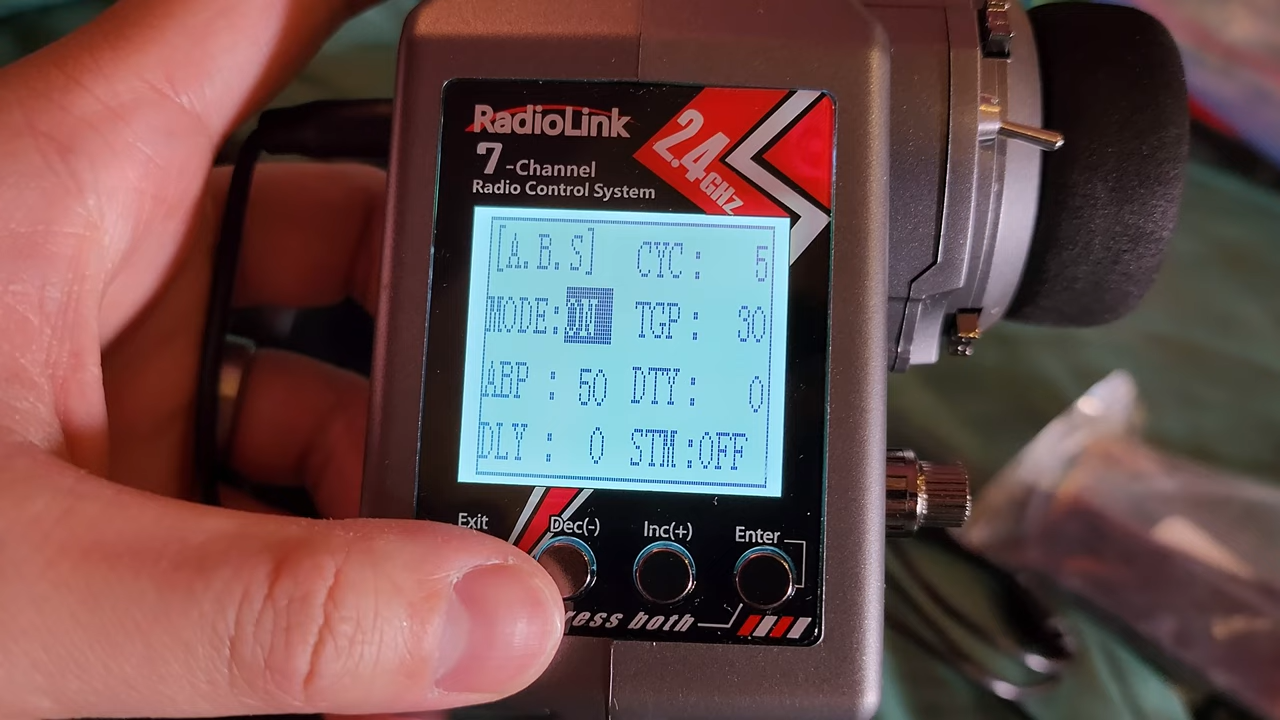 RadioLink
7-Channel
Radio Control System
2.4GHz
[A.B.S] CYC: 5
MODE: TGP: 30
ABP : 50 DTY: 0
DLY : 0 STM:OFF
Exit Dec(-) Inc(+) Enter
both